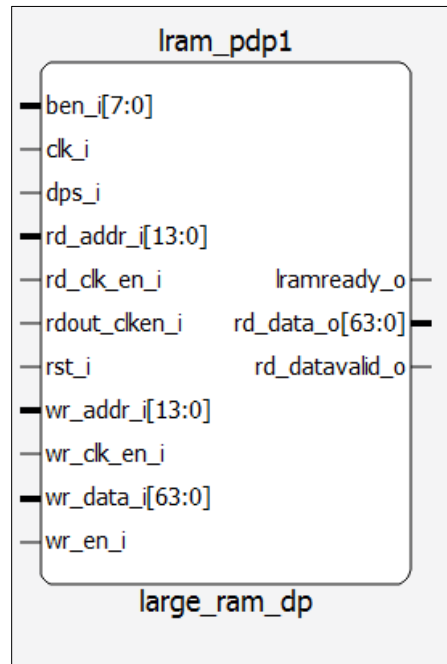 lram_pdp1
ben_i[7:0]
clk_i
dps_i
rd_addr_i[13:0]
rd_clk_en_i lramready_o
rdout_clken_i rd_data_o[63:0]
rst_i rd_datavalid_o
wr_addr_i[13:0]
wr_clk_en_i
wr_data_i[63:0]
wr_en_i
large_ram_dp